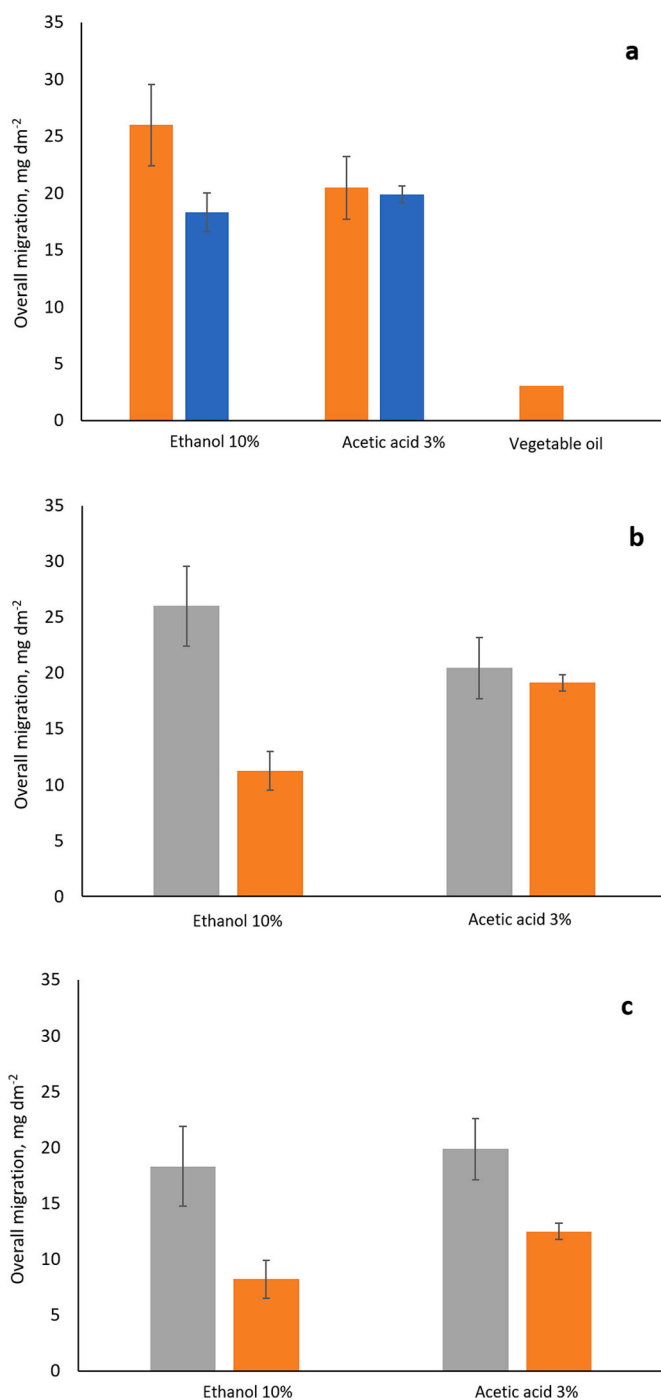 a
Overall migration, mg dm-2
35
30
25
20
15
10
5
0
Ethanol 10% Acetic acid 3% Vegetable oil
b
Overall migration, mg dm-2
35
30
25
20
15
10
5
0
Ethanol 10% Acetic acid 3%
c
Overall migration, mg dm-2
35
30
25
20
15
10
5
0
Ethanol 10% Acetic acid 3%